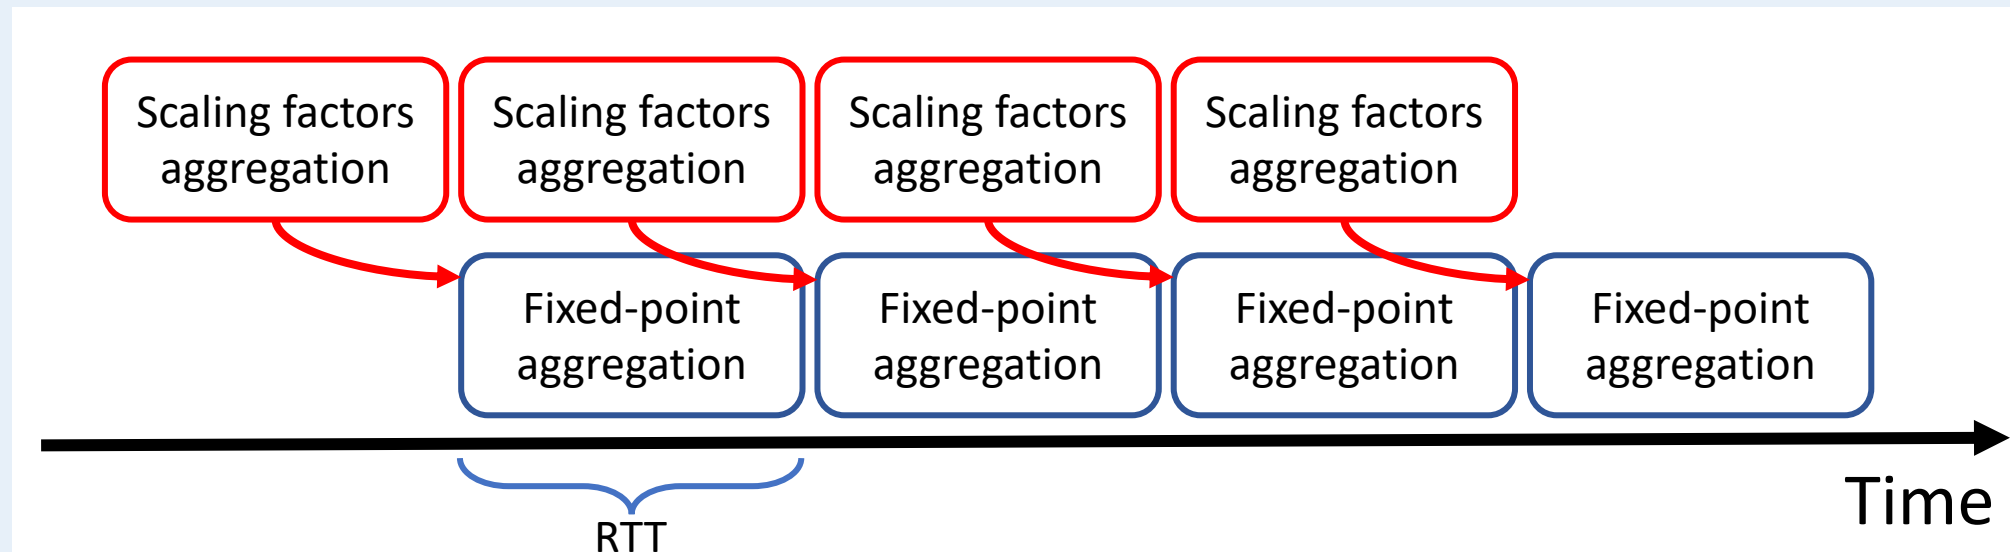 Scaling factors
aggregation
Scaling factors
aggregation
Scaling factors
aggregation
Scaling factors
aggregation
Fixed-point
aggregation
Fixed-point
aggregation
Fixed-point
aggregation
Fixed-point
aggregation
Time
RTT